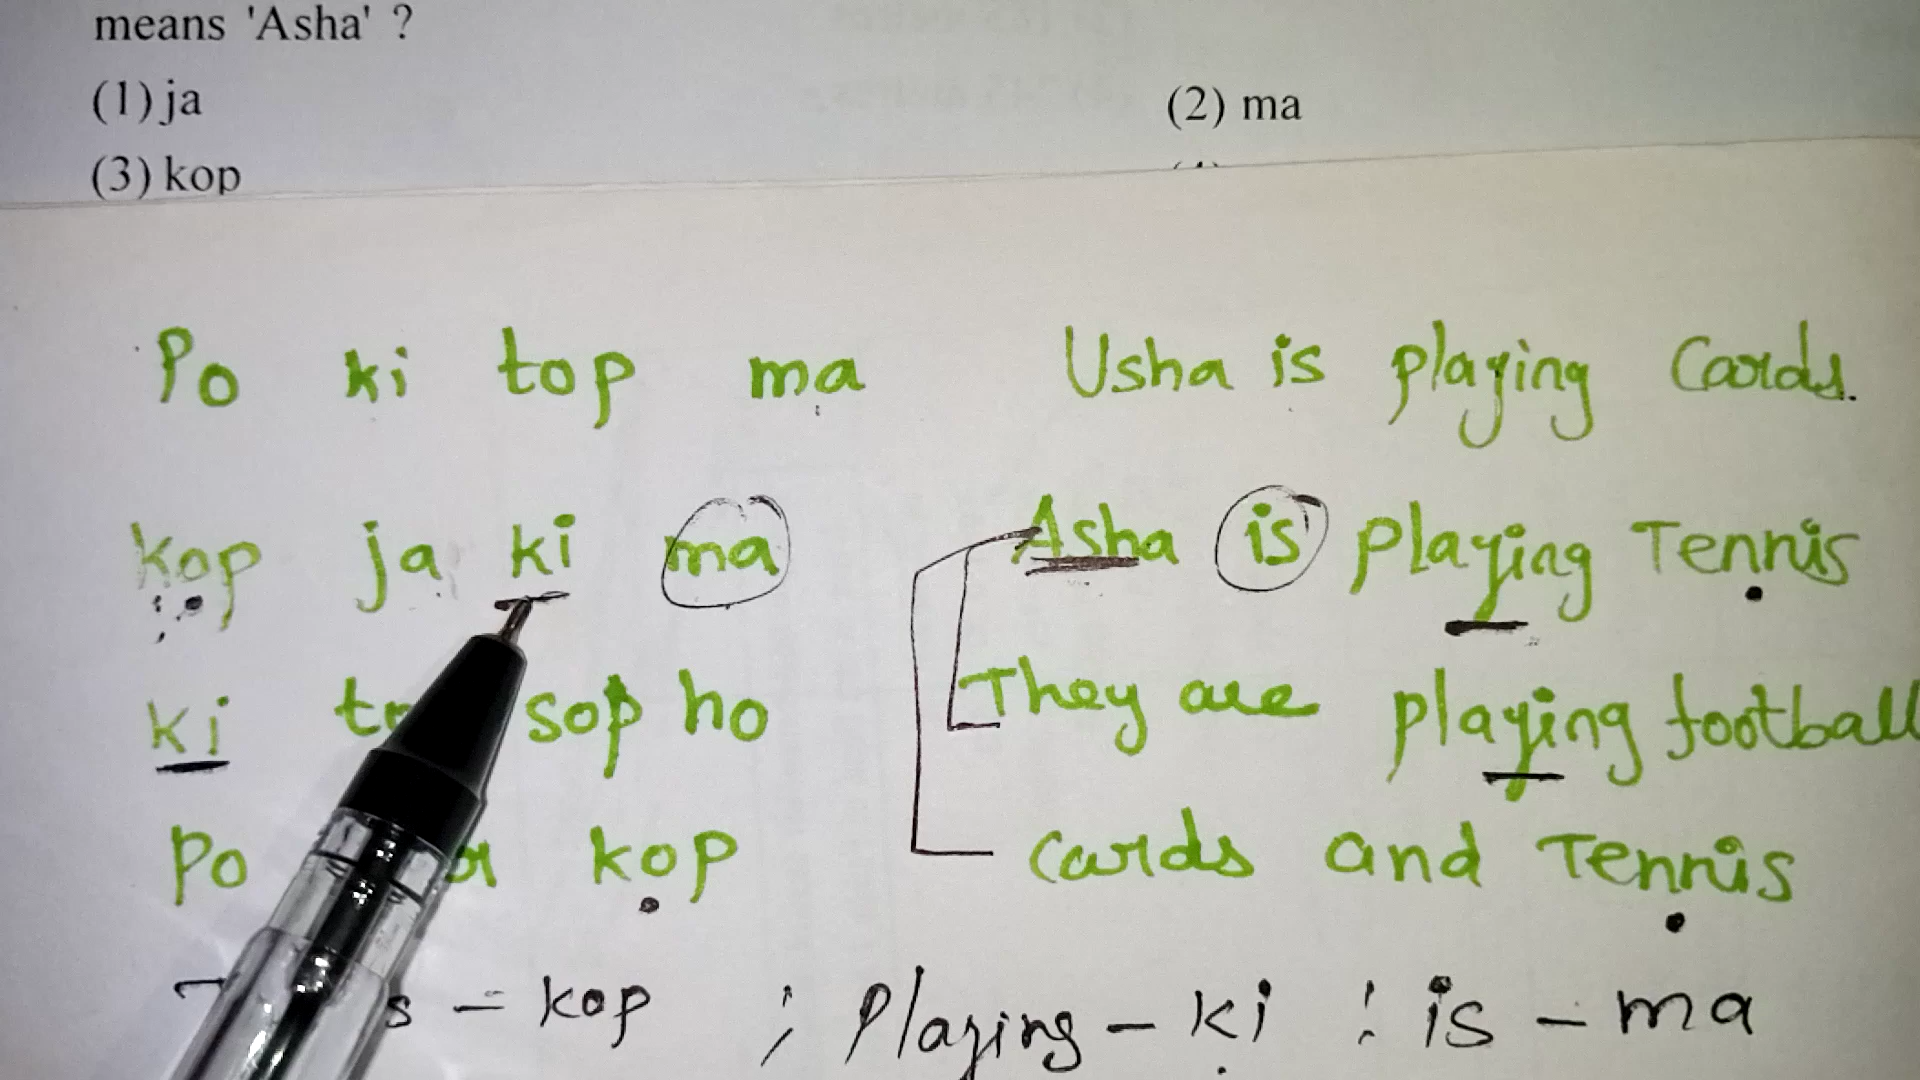 means 'Asha' ?
(1) ja (2) ma
(3) kop
Po ki top ma Usha is playing Cards.
kop ja ki ma Asha is playing Tennis
ki sop ho They are playing football
Po kop Cards and Tennis
– kop ; Playing – ki ; is – ma